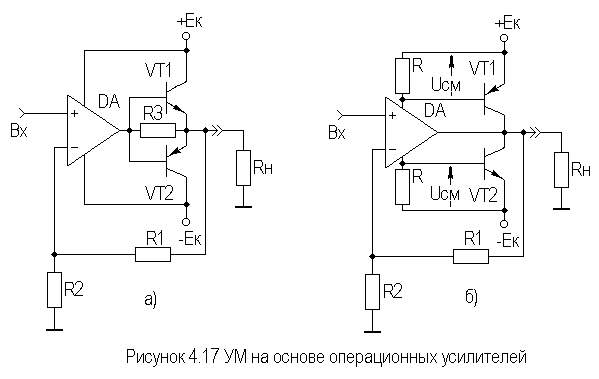 +Eк
+Eк
VT1
R
Uсм
VT1
DA
R3
DA
Вх
+
−
Rн
Вх
+
−
Rн
VT2
R
Uсм
VT2
-Eк
-Eк
R1
R1
R2
а)
R2
б)
Рисунок 4.17 УМ на основе операционных усилителей